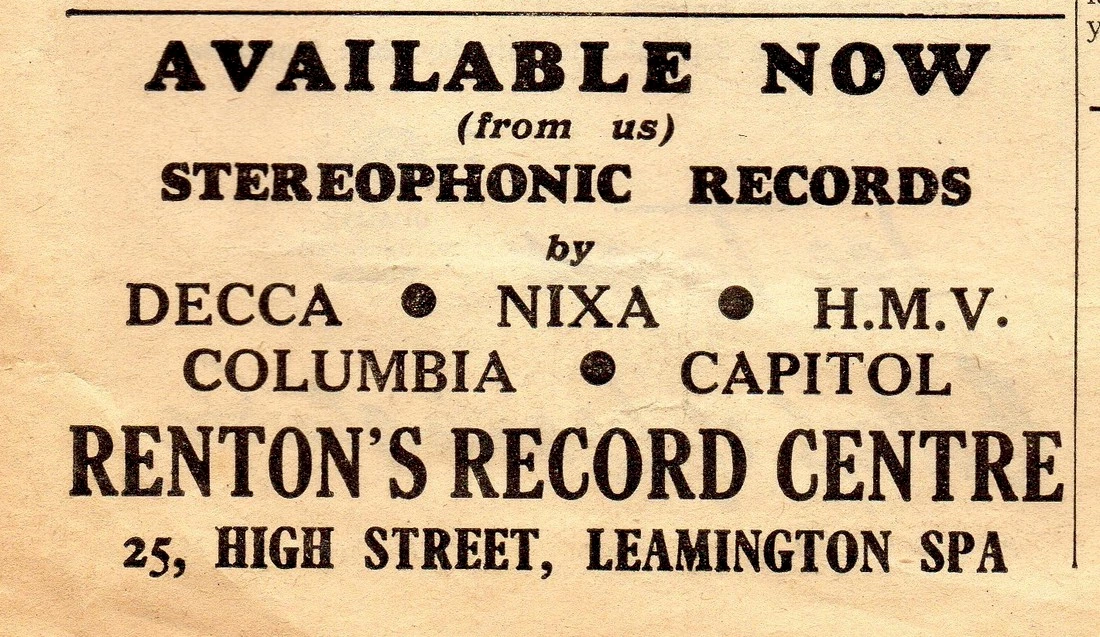 AVAILABLE NOW
(from us)
STEREOPHONIC RECORDS
by
DECCA ● NIXA ● H.M.V.
COLUMBIA ● CAPITOL
RENTON'S RECORD CENTRE
25, HIGH STREET, LEAMINGTON SPA